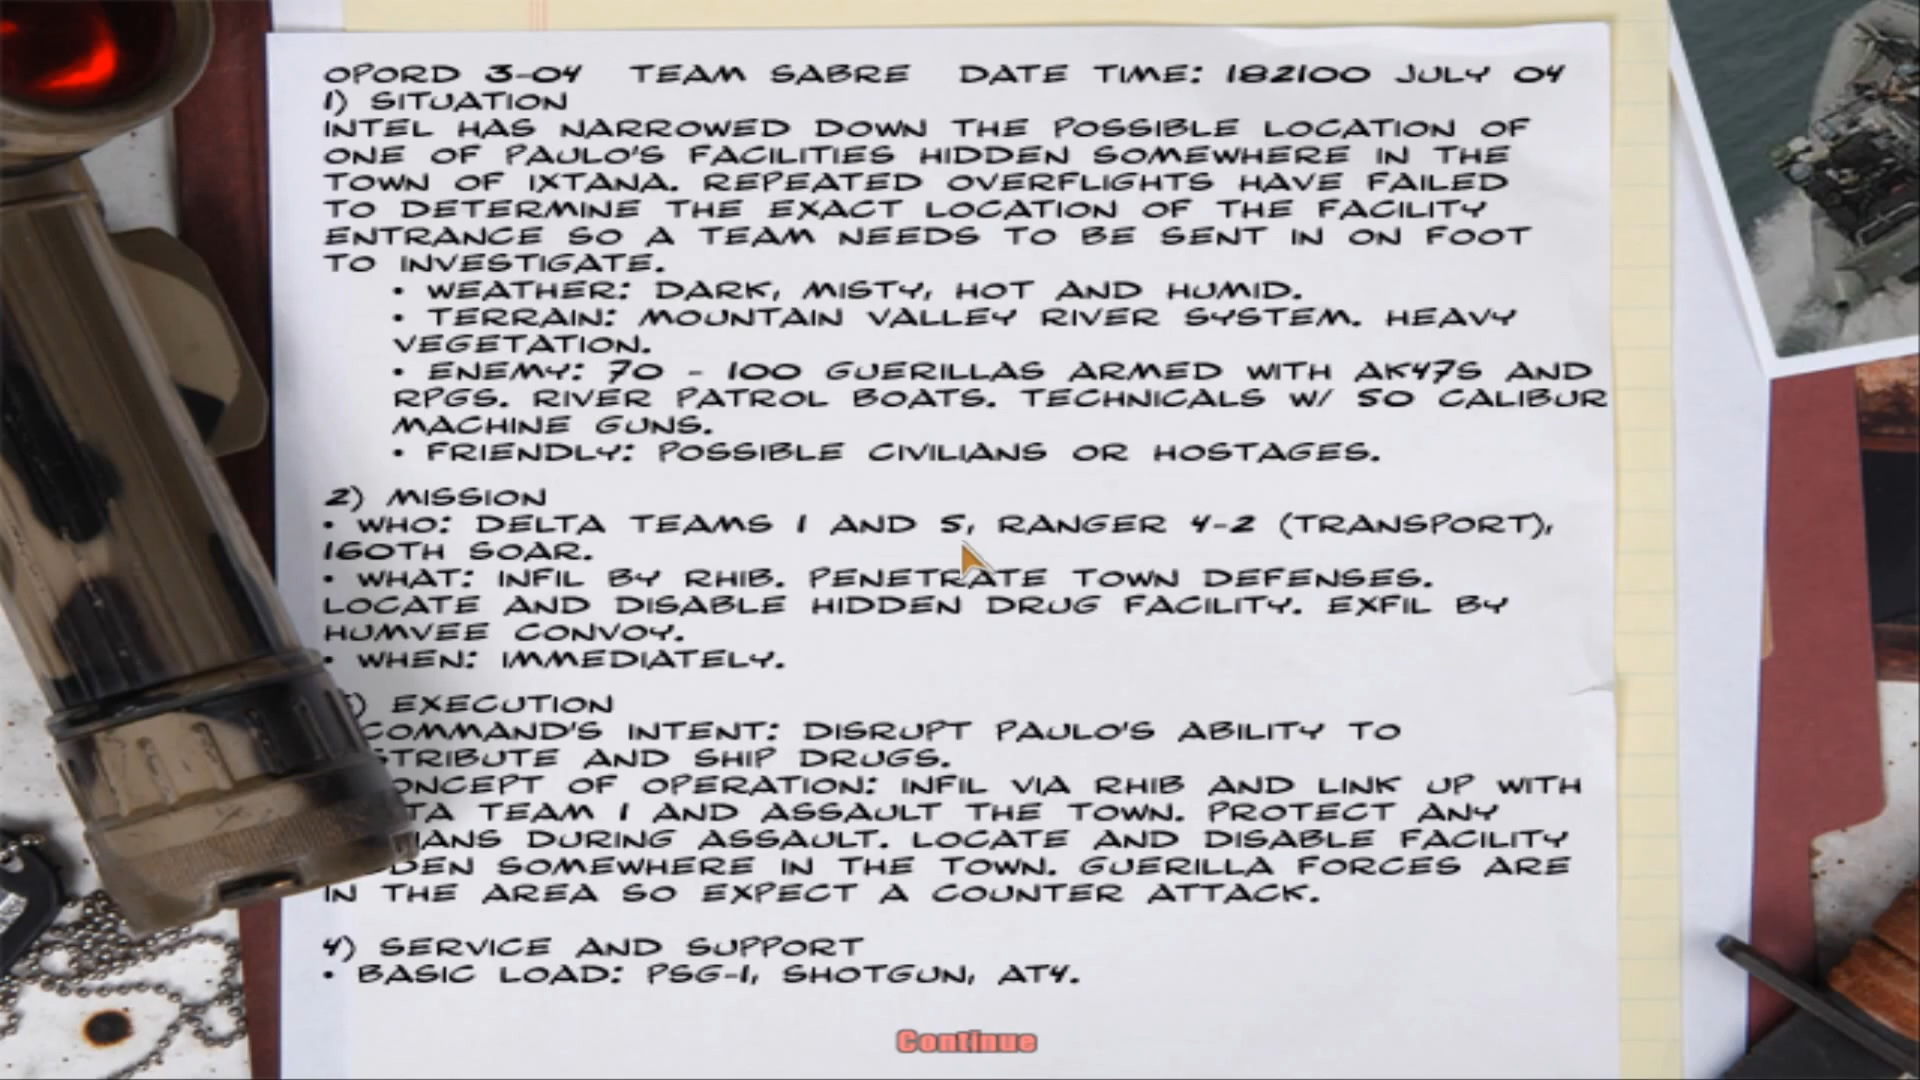 OPORD 3-04 TEAM SABRE DATE TIME: 182100 JULY 04
1) SITUATION
INTEL HAS NARROWED DOWN THE POSSIBLE LOCATION OF
ONE OF PAULO'S FACILITIES HIDDEN SOMEWHERE IN THE
TOWN OF IXTANA. REPEATED OVERFLIGHTS HAVE FAILED
TO DETERMINE THE EXACT LOCATION OF THE FACILITY
ENTRANCE SO A TEAM NEEDS TO BE SENT IN ON FOOT
TO INVESTIGATE.
• WEATHER: DARK, MISTY, HOT AND HUMID.
• TERRAIN: MOUNTAIN VALLEY RIVER SYSTEM. HEAVY
VEGETATION.
• ENEMY: 70 - 100 GUERILLAS ARMED WITH AK47S AND
RPGS. RIVER PATROL BOATS. TECHNICALS W/ 50 CALIBUR
MACHINE GUNS.
• FRIENDLY: POSSIBLE CIVILIANS OR HOSTAGES.
2) MISSION
• WHO: DELTA TEAMS 1 AND 5, RANGER 4-2 (TRANSPORT),
160TH SOAR.
• WHAT: INFIL BY RHIB. PENETRATE TOWN DEFENSES.
LOCATE AND DISABLE HIDDEN DRUG FACILITY. EXFIL BY
HUMVEE CONVOY.
• WHEN: IMMEDIATELY.
) EXECUTION
COMMAND'S INTENT: DISRUPT PAULO'S ABILITY TO
STRIBUTE AND SHIP DRUGS.
ONCEPT OF OPERATION: INFIL VIA RHIB AND LINK UP WITH
TA TEAM 1 AND ASSAULT THE TOWN. PROTECT ANY
IANS DURING ASSAULT. LOCATE AND DISABLE FACILITY
DEN SOMEWHERE IN THE TOWN. GUERILLA FORCES ARE
IN THE AREA SO EXPECT A COUNTER ATTACK.
4) SERVICE AND SUPPORT
• BASIC LOAD: PSG-1, SHOTGUN, AT4.
Continue